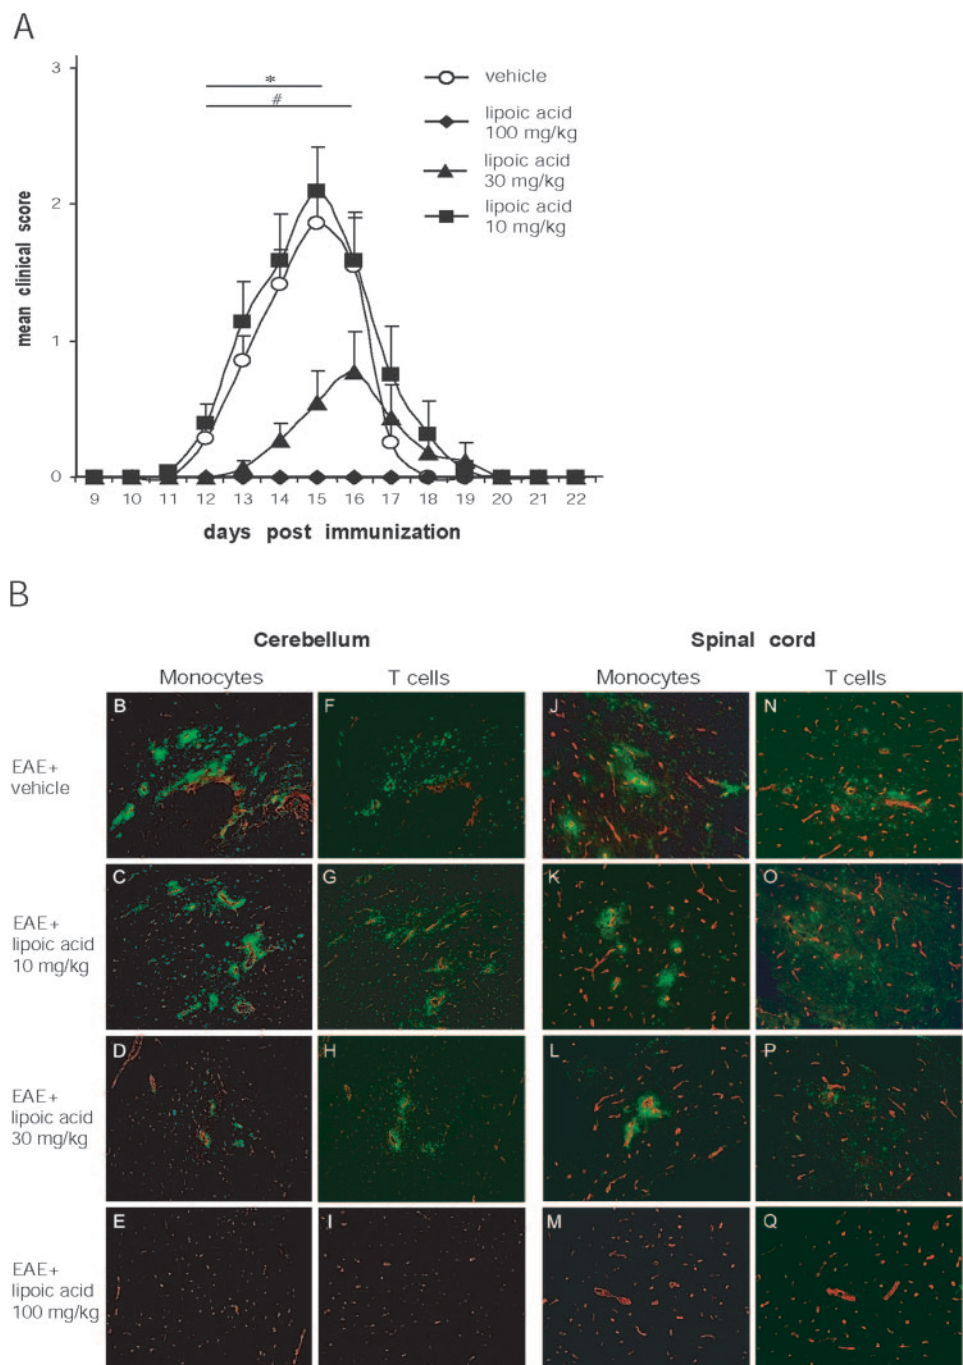 A
3
2
1
0
mean clinical score
*
#
vehicle
lipoic acid
100 mg/kg
lipoic acid
30 mg/kg
lipoic acid
10 mg/kg
9 10 11 12 13 14 15 16 17 18 19 20 21 22
days post immunization
B
Cerebellum Spinal cord
Monocytes T cells Monocytes T cells
EAE+
vehicle
B F J N
EAE+
lipoic acid
10 mg/kg
C G K O
EAE+
lipoic acid
30 mg/kg
D H L P
EAE+
lipoic acid
100 mg/kg
E I M Q